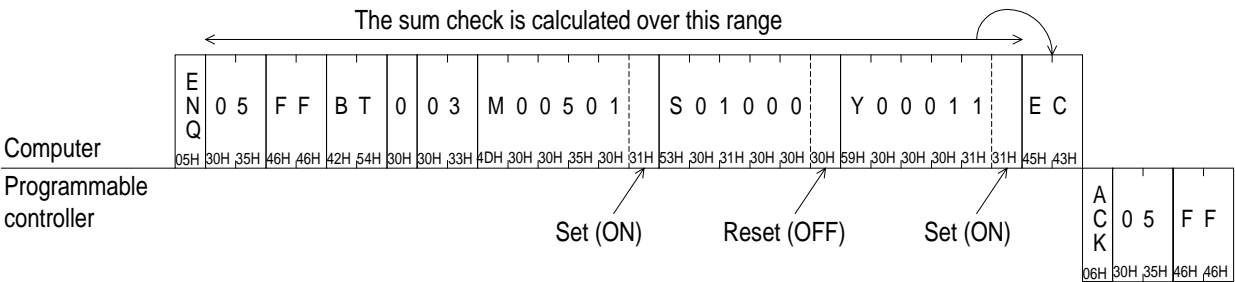 The sum check is calculated over this range
ENQ 0 5 F F B T 0 0 3 M 0 0 5 0 1 S 0 1 0 0 0 Y 0 0 0 1 1 E C
Computer
05H 30H 35H 46H 46H 42H 54H 30H 30H 33H 4DH 30H 30H 35H 30H 31H 53H 30H 31H 30H 30H 30H 59H 30H 30H 30H 31H 31H 45H 43H
Programmable
controller
Set (ON) Reset (OFF) Set (ON)
ACK 0 5 F F
06H 30H 35H 46H 46H